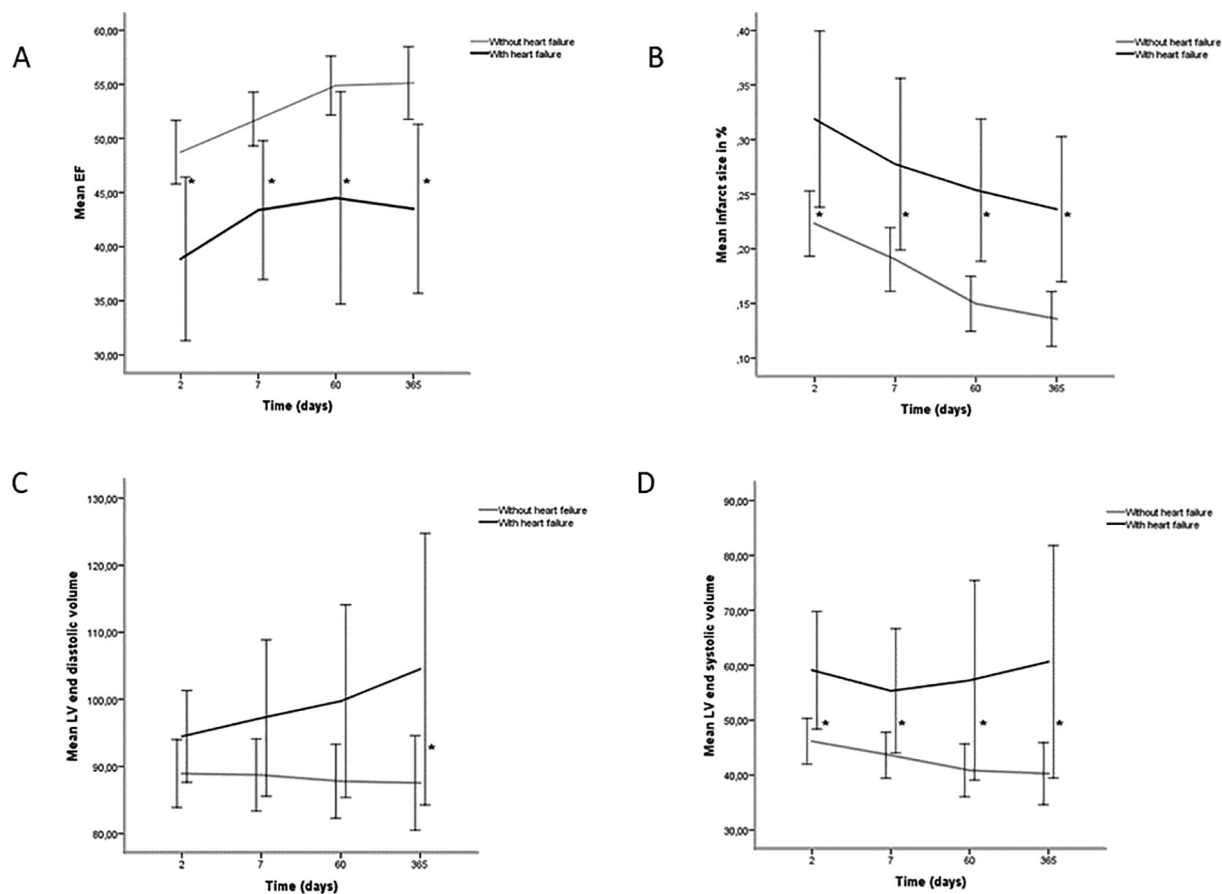 A
60,00
55,00
50,00
45,00
40,00
35,00
30,00
Mean EF
* * * *
2 7 60 365
Time (days)
Without heart failure
With heart failure
B
,40
,35
,30
,25
,20
,15
,10
Mean infarct size in %
* * * *
2 7 60 365
Time (days)
Without heart failure
With heart failure
C
130,00
120,00
110,00
100,00
90,00
80,00
Mean LV end diastolic volume
*
2 7 60 365
Time (days)
Without heart feilure
With heart failure
D
90,00
80,00
70,00
60,00
50,00
40,00
30,00
Mean LV end systolic volume
* * * *
2 7 60 365
Time (days)
Without heart failure
With heart failure